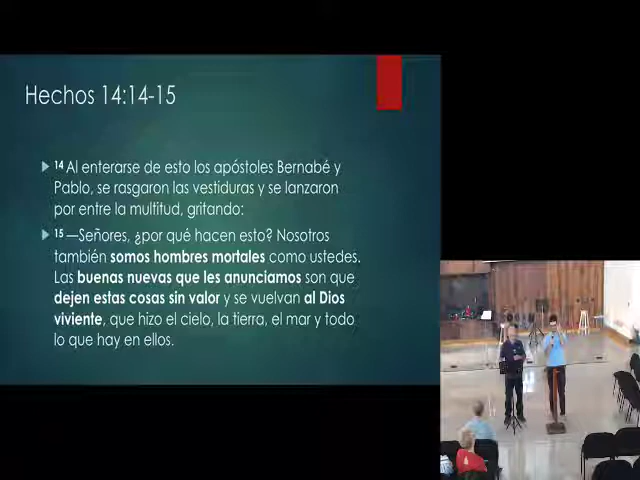 Hechos 14:14-15
14 Al enterarse de esto los apóstoles Bernabé y
Pablo, se rasgaron las vestiduras y se lanzaron
por entre la multitud, gritando:
15 —Señores, ¿por qué hacen esto? Nosotros
también somos hombres mortales como ustedes.
Las buenas nuevas que les anunciamos son que
dejen estas cosas sin valor y se vuelvan al Dios
viviente, que hizo el cielo, la tierra, el mar y todo
lo que hay en ellos.